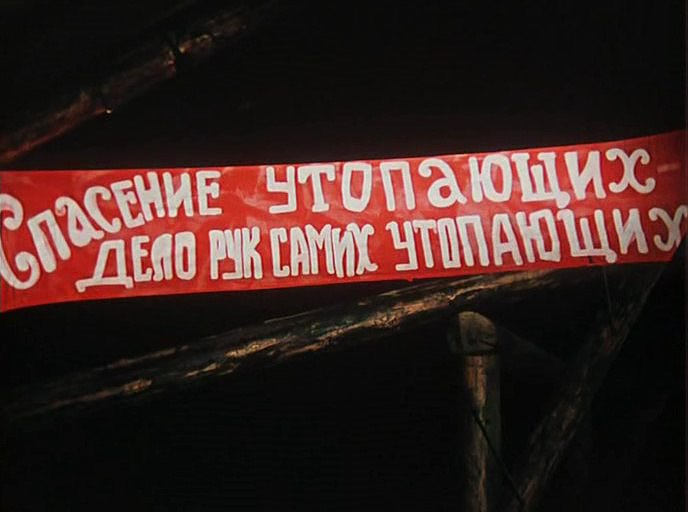 Спасение утопающих-
дело рук самих утопающих